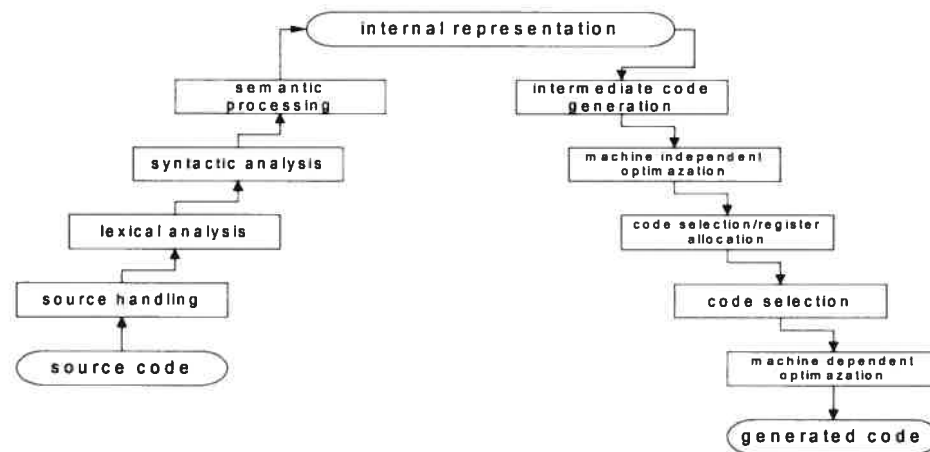 internal representation
semantic
processing
intermediate code
generation
syntactic analysis
machine independent
optimazation
lexical analysis
code selection/register
allocation
source handling
code selection
source code
machine dependent
optimazation
generated code